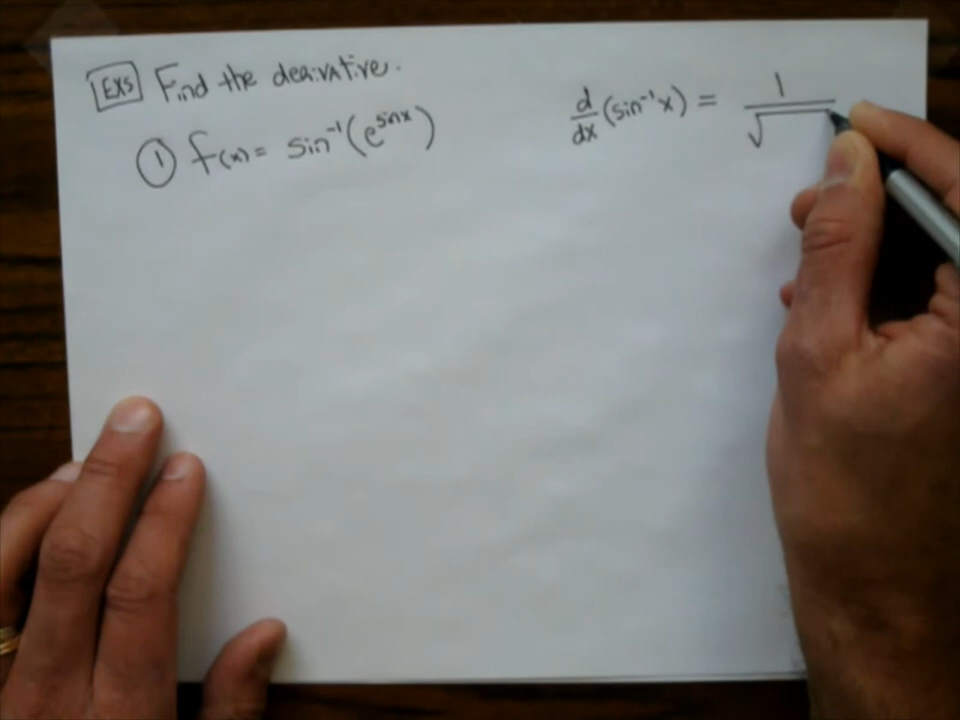 EXS Find the derivative.
① f(x) = sin⁻¹(e^sinx)
d/dx (sin⁻¹x) = 1/√